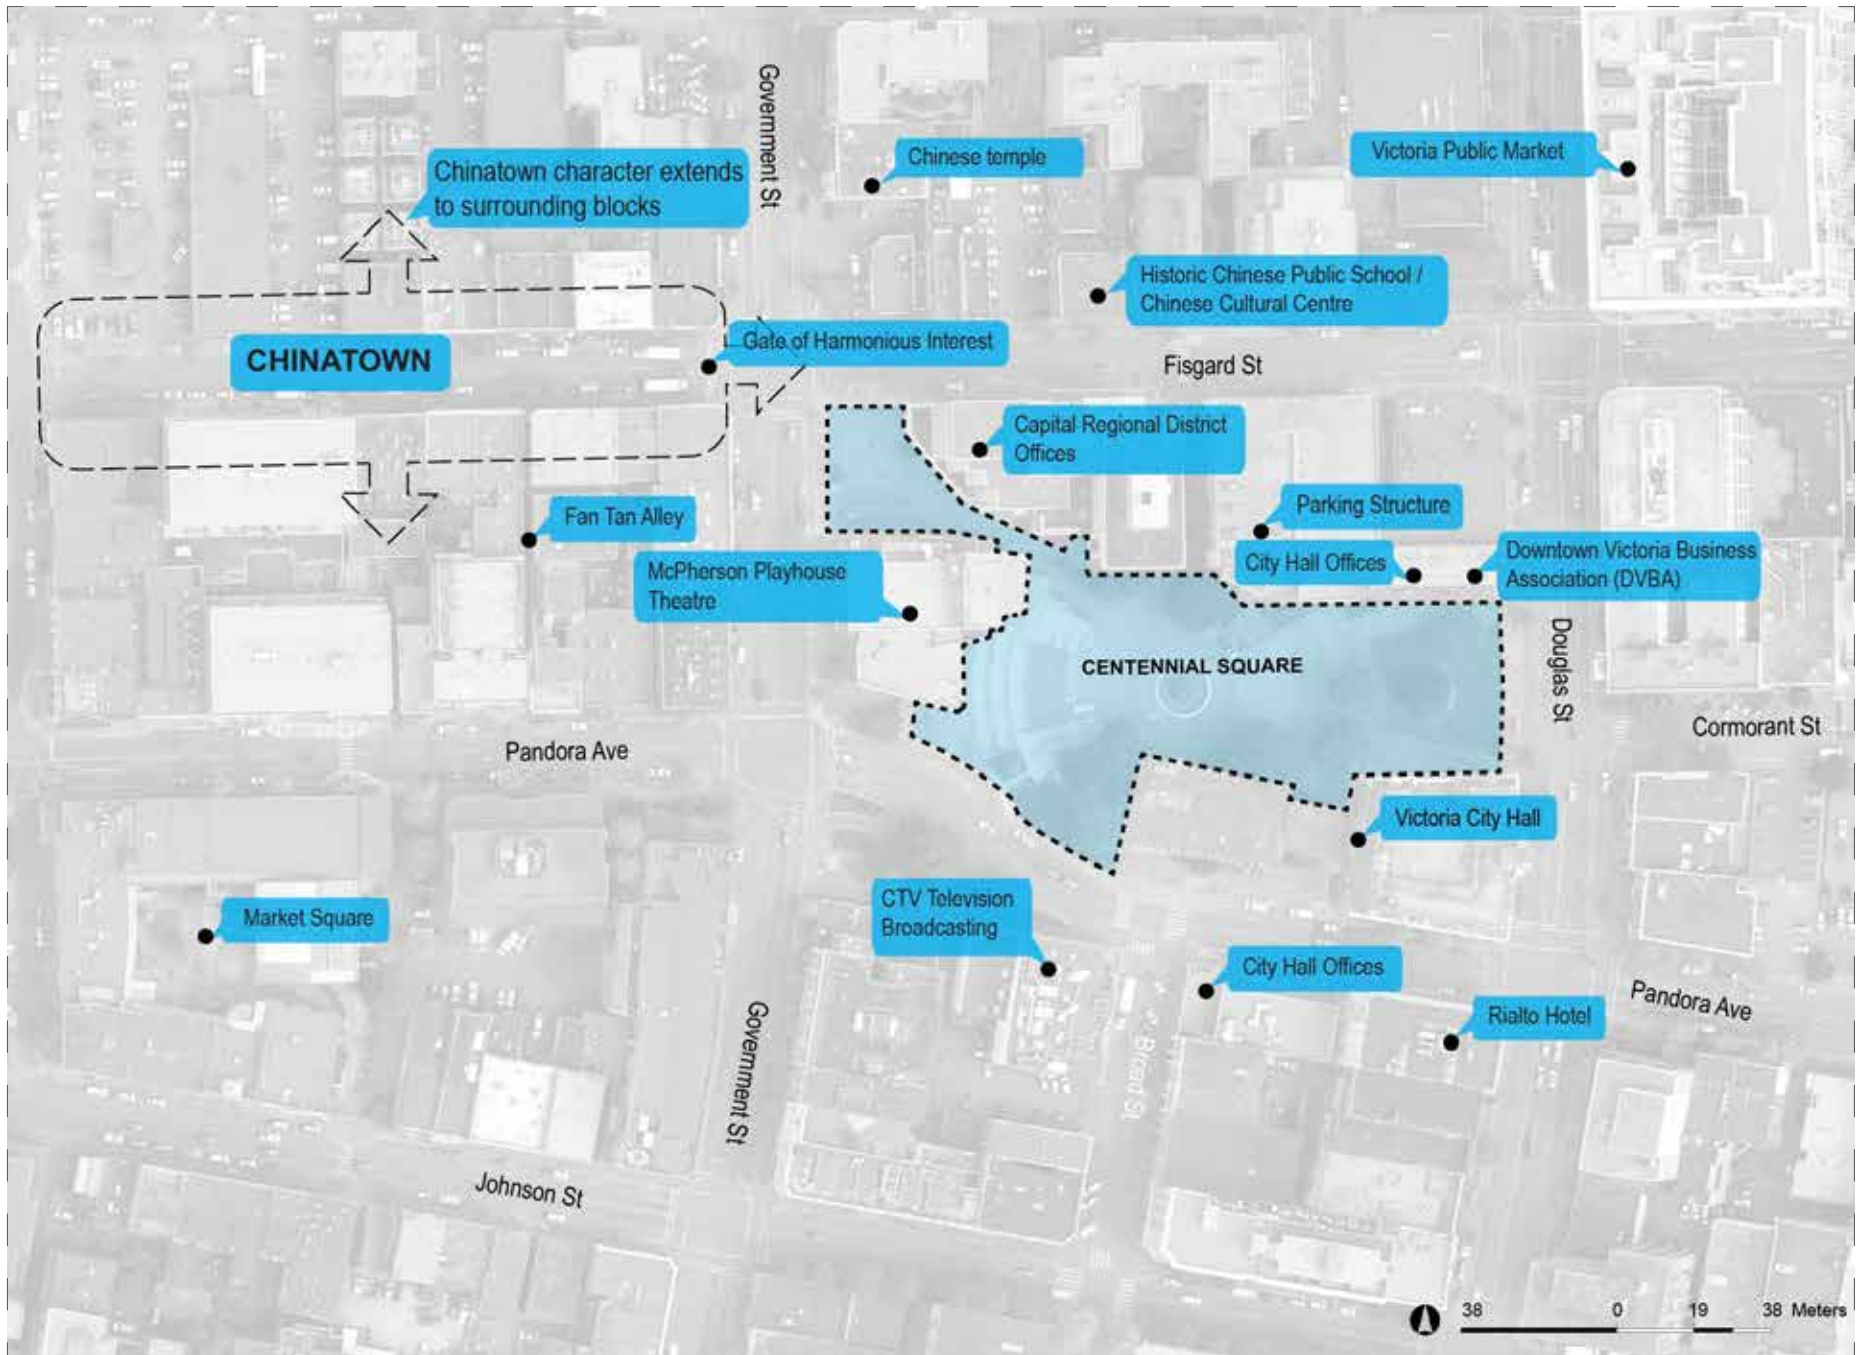 Government St
Chinese temple
Victoria Public Market
Chinatown character extends
to surrounding blocks
Historic Chinese Public School /
Chinese Cultural Centre
Gate of Harmonious Interest
CHINATOWN
Fisgard St
Capital Regional District
Offices
Fan Tan Alley
Parking Structure
City Hall Offices
Downtown Victoria Business
Association (DVBA)
McPherson Playhouse
Theatre
CENTENNIAL SQUARE
Douglas St
Cormorant St
Pandora Ave
Victoria City Hall
Market Square
CTV Television
Broadcasting
City Hall Offices
Pandora Ave
Rialto Hotel
Government St
Broad St
Johnson St
38 0 19 38 Meters